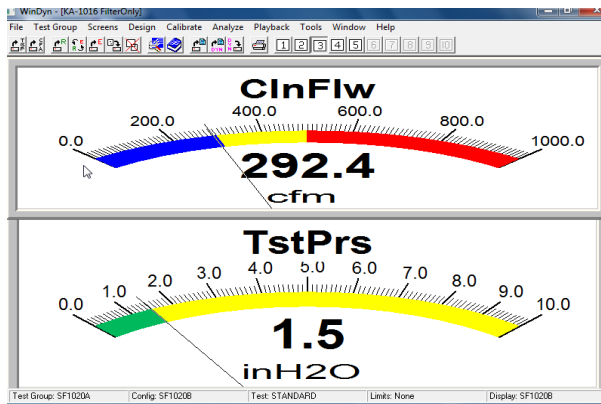 WinDyn - [KA-1016 FilterOnly]
File Test Group Screens Design Calibrate Analyze Playback Tools Window Help
1 2 3 4 5 6 7 8 9 10
ClnFlw
0.0 200.0 400.0 600.0 800.0 1000.0
292.4
cfm
TstPrs
0.0 1.0 2.0 3.0 4.0 5.0 6.0 7.0 8.0 9.0 10.0
1.5
inH2O
Test Group: SF1020A Config: SF1020B Test: STANDARD Limits: None Display: SF1020B